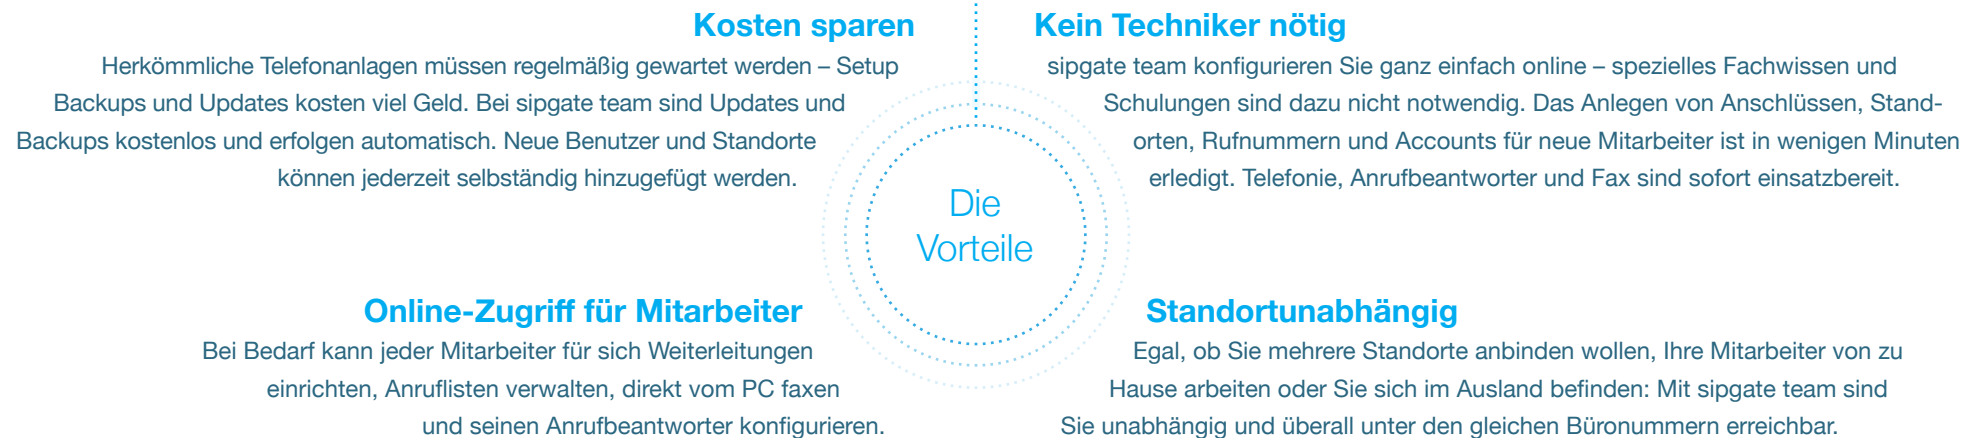 Kosten sparen
Herkömmliche Telefonanlagen müssen regelmäßig gewartet werden – Setup
Backups und Updates kosten viel Geld. Bei sipgate team sind Updates und
Backups kostenlos und erfolgen automatisch. Neue Benutzer und Standorte
können jederzeit selbständig hinzugefügt werden.
Kein Techniker nötig
sipgate team konfigurieren Sie ganz einfach online – spezielles Fachwissen und
Schulungen sind dazu nicht notwendig. Das Anlegen von Anschlüssen, Stand-
orten, Rufnummern und Accounts für neue Mitarbeiter ist in wenigen Minuten
erledigt. Telefonie, Anrufbeantworter und Fax sind sofort einsatzbereit.
Die
Vorteile
Online-Zugriff für Mitarbeiter
Bei Bedarf kann jeder Mitarbeiter für sich Weiterleitungen
einrichten, Anruflisten verwalten, direkt vom PC faxen
und seinen Anrufbeantworter konfigurieren.
Standortunabhängig
Egal, ob Sie mehrere Standorte anbinden wollen, Ihre Mitarbeiter von zu
Hause arbeiten oder Sie sich im Ausland befinden: Mit sipgate team sind
Sie unabhängig und überall unter den gleichen Büronummern erreichbar.